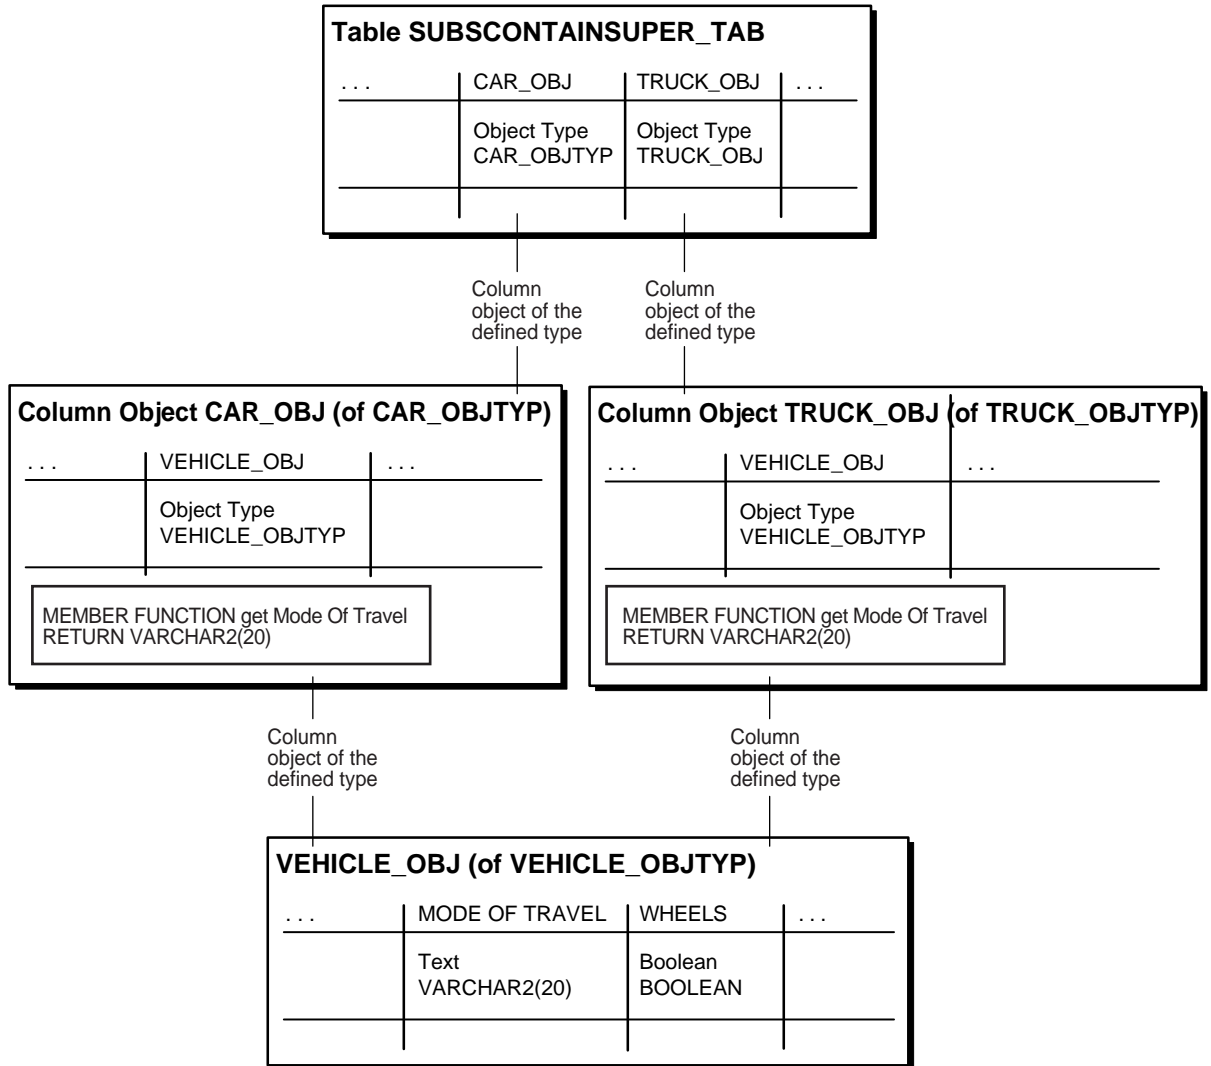 Table SUBSCONTAINSUPER_TAB
. . . CAR_OBJ TRUCK_OBJ . . .
Object Type Object Type
CAR_OBJTYP TRUCK_OBJ
Column Column
object of the object of the
defined type defined type
Column Object CAR_OBJ (of CAR_OBJTYP)
. . . VEHICLE_OBJ . . .
Object Type
VEHICLE_OBJTYP
MEMBER FUNCTION get Mode Of Travel
RETURN VARCHAR2(20)
Column Object TRUCK_OBJ (of TRUCK_OBJTYP)
. . . VEHICLE_OBJ . . .
Object Type
VEHICLE_OBJTYP
MEMBER FUNCTION get Mode Of Travel
RETURN VARCHAR2(20)
Column Column
object of the object of the
defined type defined type
VEHICLE_OBJ (of VEHICLE_OBJTYP)
. . . MODE OF TRAVEL WHEELS . . .
Text Boolean
VARCHAR2(20) BOOLEAN